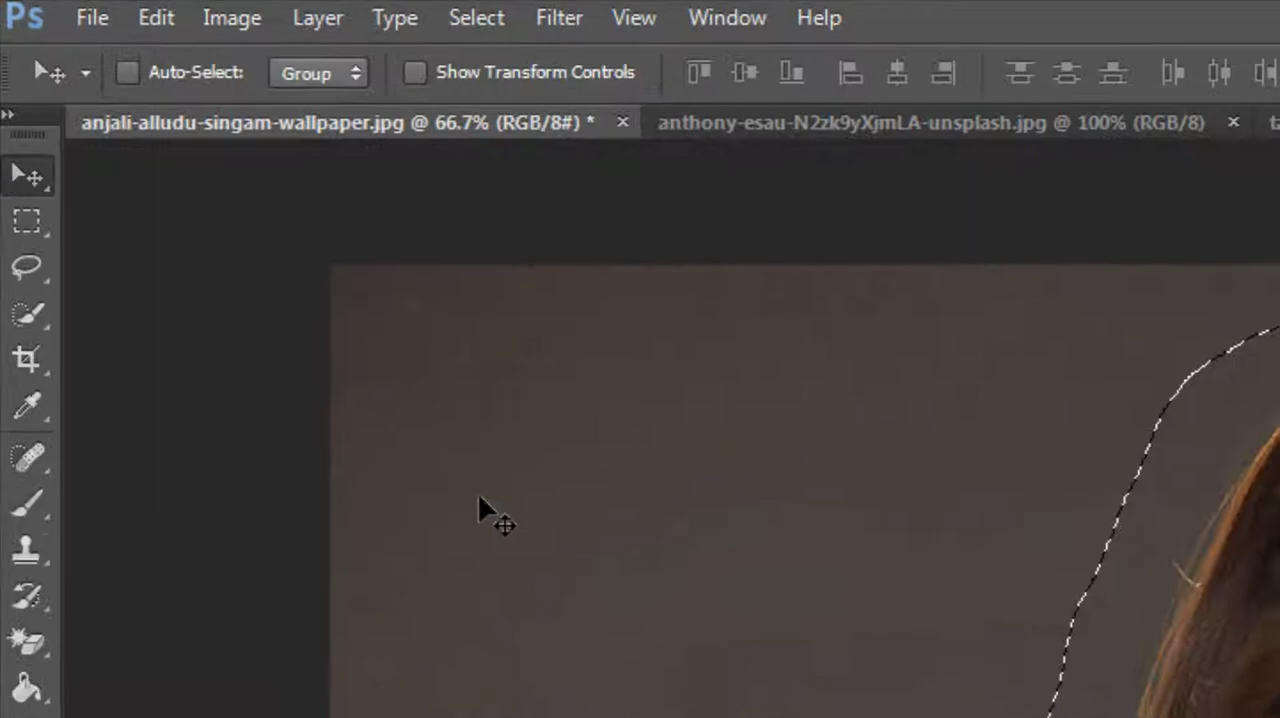 Ps File Edit Image Layer Type Select Filter View Window Help
Auto-Select: Group Show Transform Controls
anjali-alludu-singam-wallpaper.jpg @ 66.7% (RGB/8#) * × anthony-esau-N2zk9yXjmLA-unsplash.jpg @ 100% (RGB/8) ×